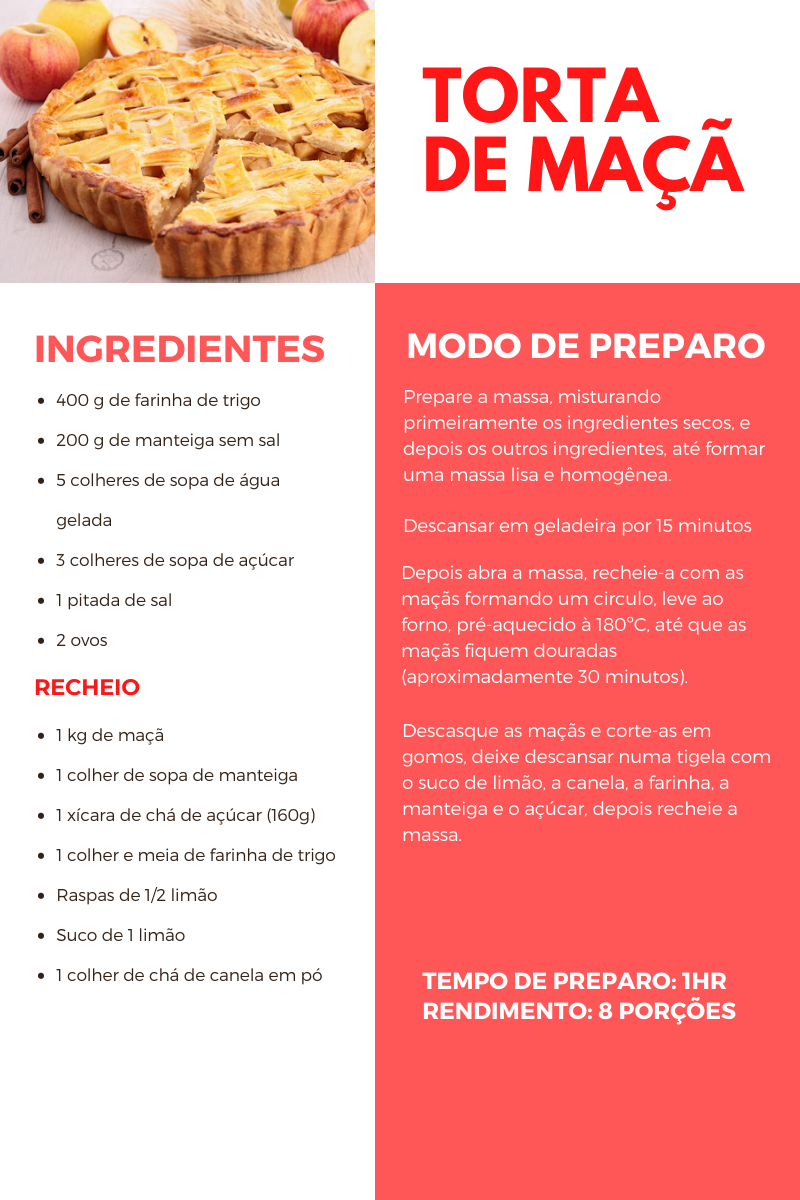 TORTA
DE MAÇÃ
INGREDIENTES
• 400 g de farinha de trigo
• 200 g de manteiga sem sal
• 5 colheres de sopa de água
gelada
• 3 colheres de sopa de açúcar
• 1 pitada de sal
• 2 ovos
RECHEIO
• 1 kg de maçã
• 1 colher de sopa de manteiga
• 1 xícara de chá de açúcar (160g)
• 1 colher e meia de farinha de trigo
• Raspas de 1/2 limão
• Suco de 1 limão
• 1 colher de chá de canela em pó
MODO DE PREPARO
Prepare a massa, misturando
primeiramente os ingredientes secos, e
depois os outros ingredientes, até formar
uma massa lisa e homogênea.
Descansar em geladeira por 15 minutos
Depois abra a massa, recheie-a com as
maçãs formando um circulo, leve ao
forno, pré-aquecido à 180°C, até que as
maçãs fiquem douradas
(aproximadamente 30 minutos).
Descasque as maçãs e corte-as em
gomos, deixe descansar numa tigela com
o suco de limão, a canela, a farinha, a
manteiga e o açúcar, depois recheie a
massa.
TEMPO DE PREPARO: 1HR
RENDIMENTO: 8 PORÇÕES